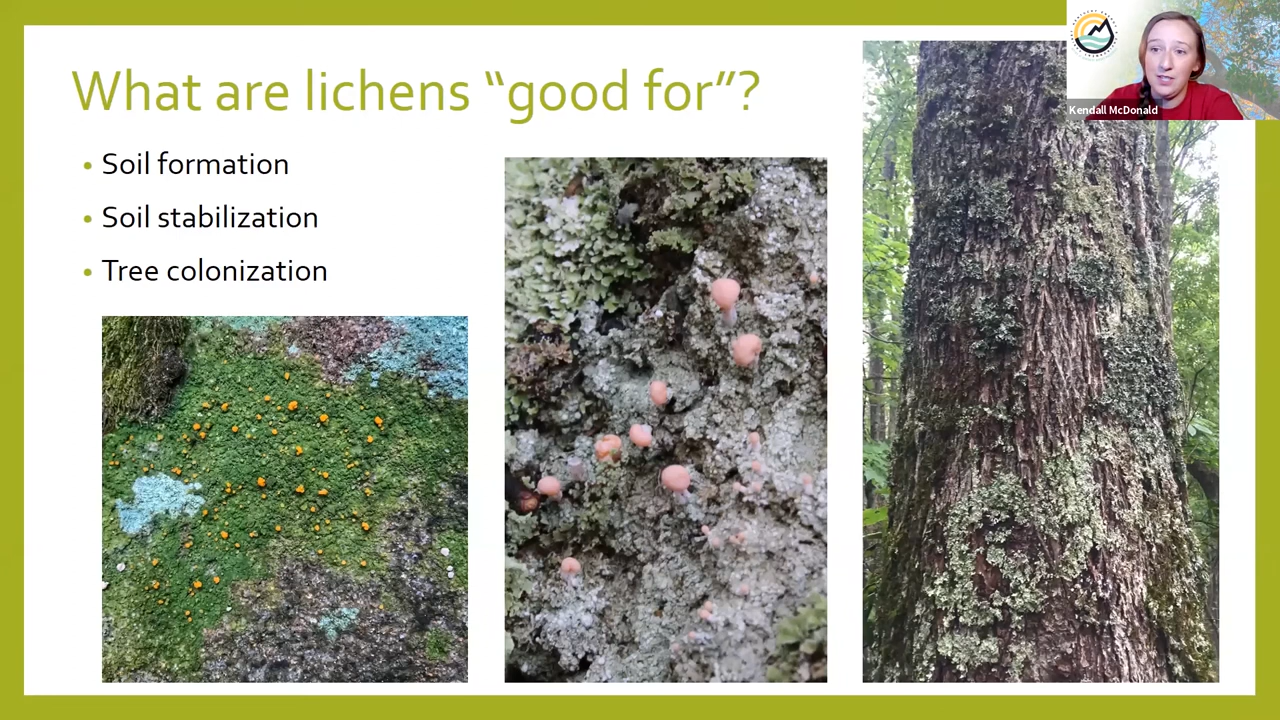 What are lichens “good for”?
• Soil formation
• Soil stabilization
• Tree colonization
Kendall McDonald